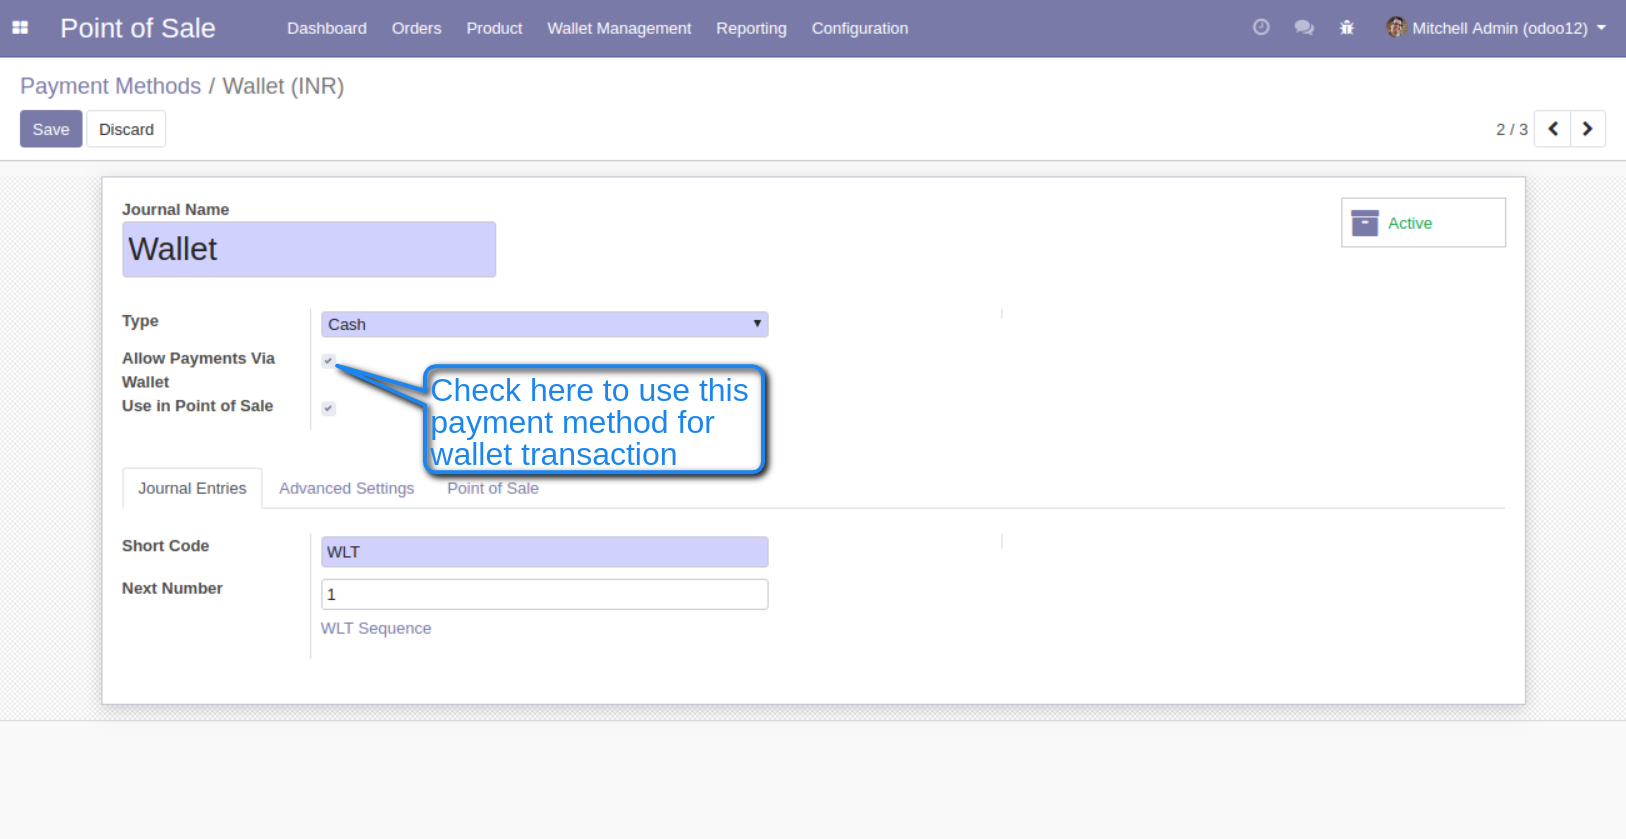 Point of Sale Dashboard Orders Product Wallet Management Reporting Configuration Mitchell Admin (odoo12)
Payment Methods / Wallet (INR)
Save Discard 2 / 3
Journal Name
Wallet
Active
Type Cash
Allow Payments Via
Wallet
Use in Point of Sale
Check here to use this
payment method for
wallet transaction
Journal Entries Advanced Settings Point of Sale
Short Code WLT
Next Number 1
WLT Sequence